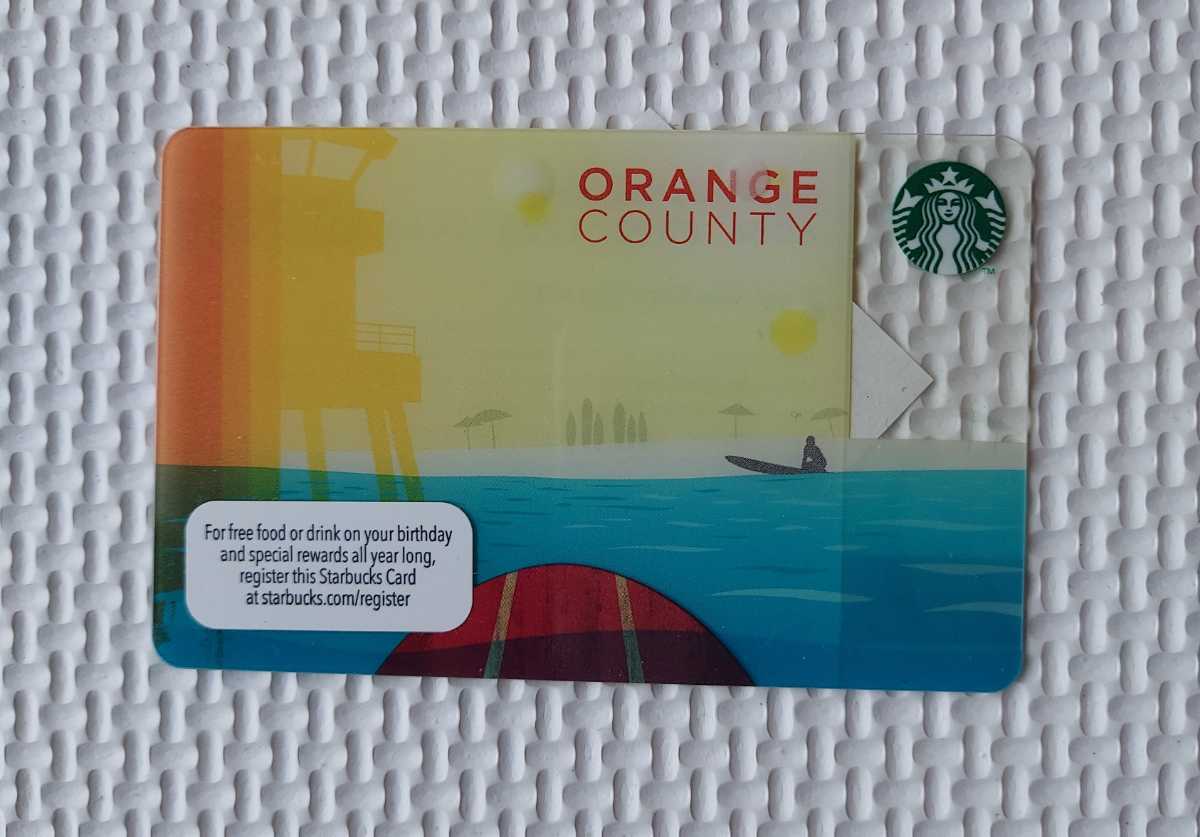 ORANGE
COUNTY
TM
For free food or drink on your birthday
and special rewards all year long,
register this Starbucks Card
at starbucks.com/register